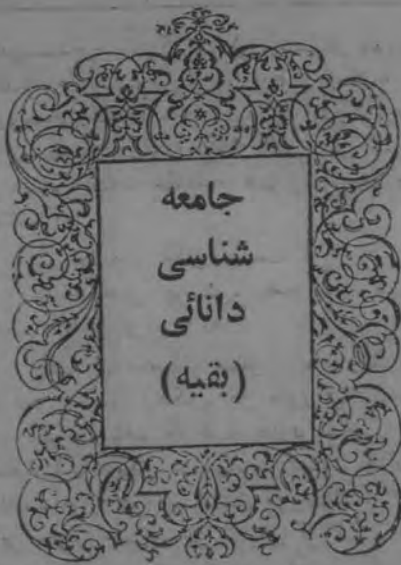 جامعه
شناسی
دانائی
(بقیه)